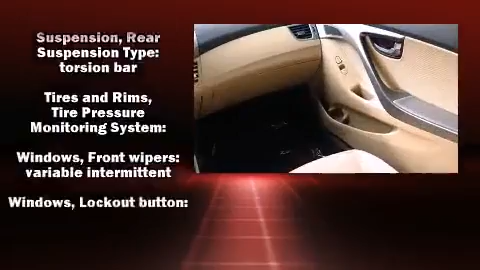 Suspension, Rear
Suspension Type:
torsion bar
Tires and Rims,
Tire Pressure
Monitoring System:
Windows, Front wipers:
variable intermittent
Windows, Lockout button: